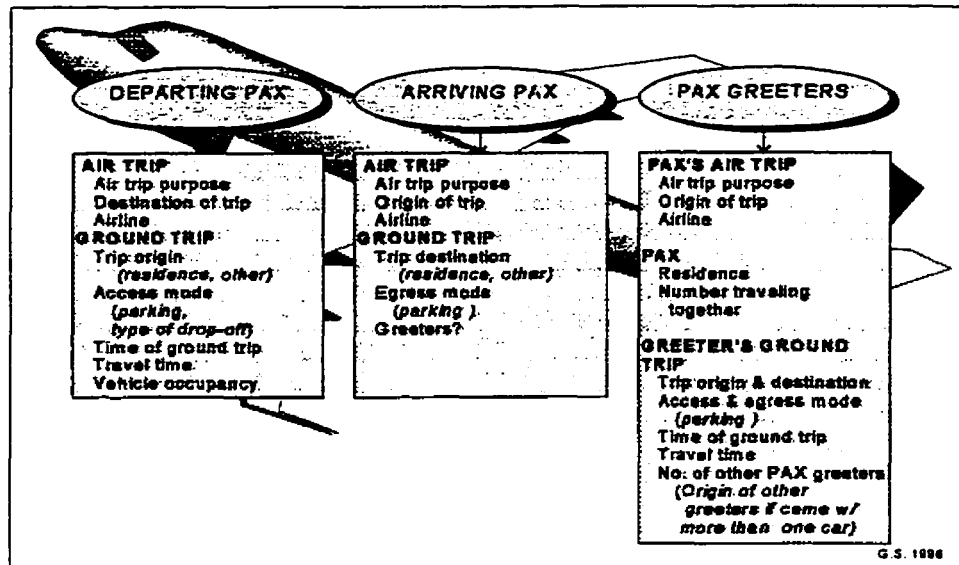 DEPARTING PAX
AIR TRIP
Air trip purpose
Destination of trip
Airline
GROUND TRIP
Trip origin
(residence, other)
Access mode
(parking,
type of drop-off)
Time of ground trip
Travel time
Vehicle occupancy
ARRIVING PAX
AIR TRIP
Air trip purpose
Origin of trip
Airline
GROUND TRIP
Trip destination
(residence, other)
Egress mode
(parking )
Greeters?
PAX GREETERS
PAX'S AIR TRIP
Air trip purpose
Origin of trip
Airline
PAX
Residence
Number traveling
together
GREETER'S GROUND
TRIP
Trip origin & destination
Access & egress mode
(parking )
Time of ground trip
Travel time
No. of other PAX greeters
(Origin of other
greeters if came w/
more than one car)
G.S. 1996